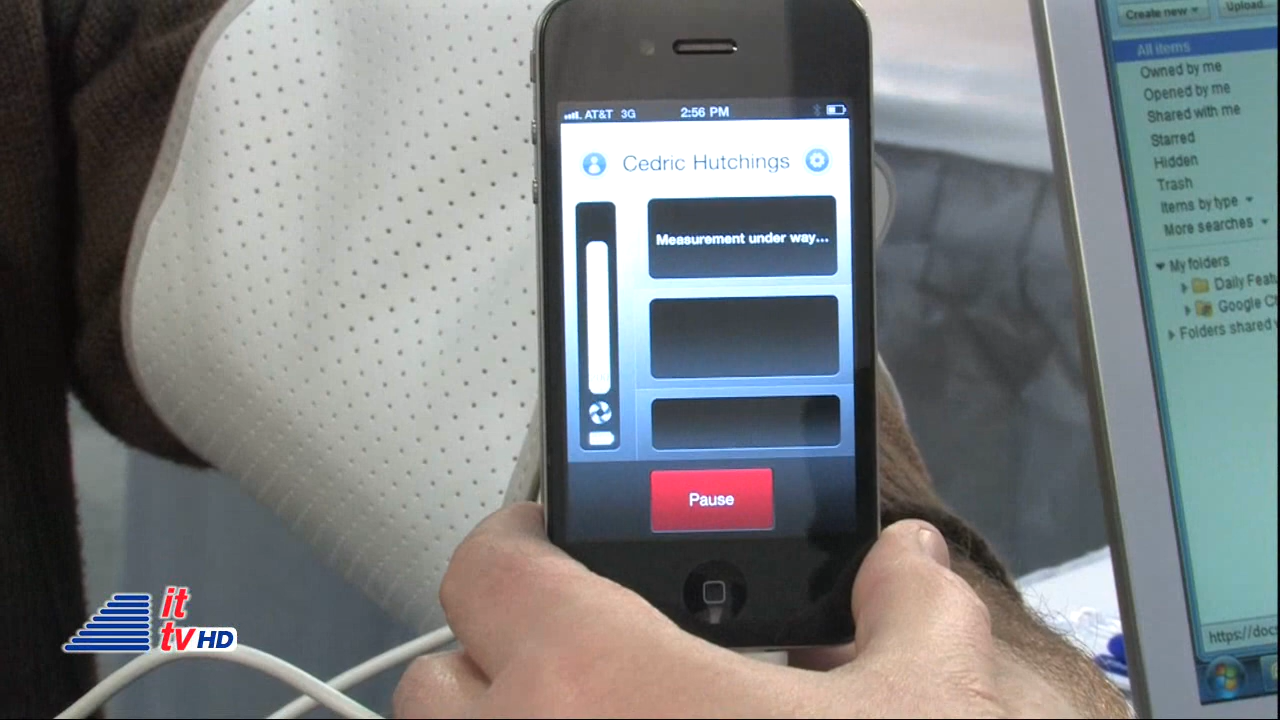 AT&T 3G 2:56 PM
Cedric Hutchings
Measurement under way...
Pause
it
tv HD
Create new
Upload
All items
Owned by me
Opened by me
Shared with me
Starred
Hidden
Trash
Items by type
More searches
My folders
Daily Feat
Google C
Folders shared
https://doc